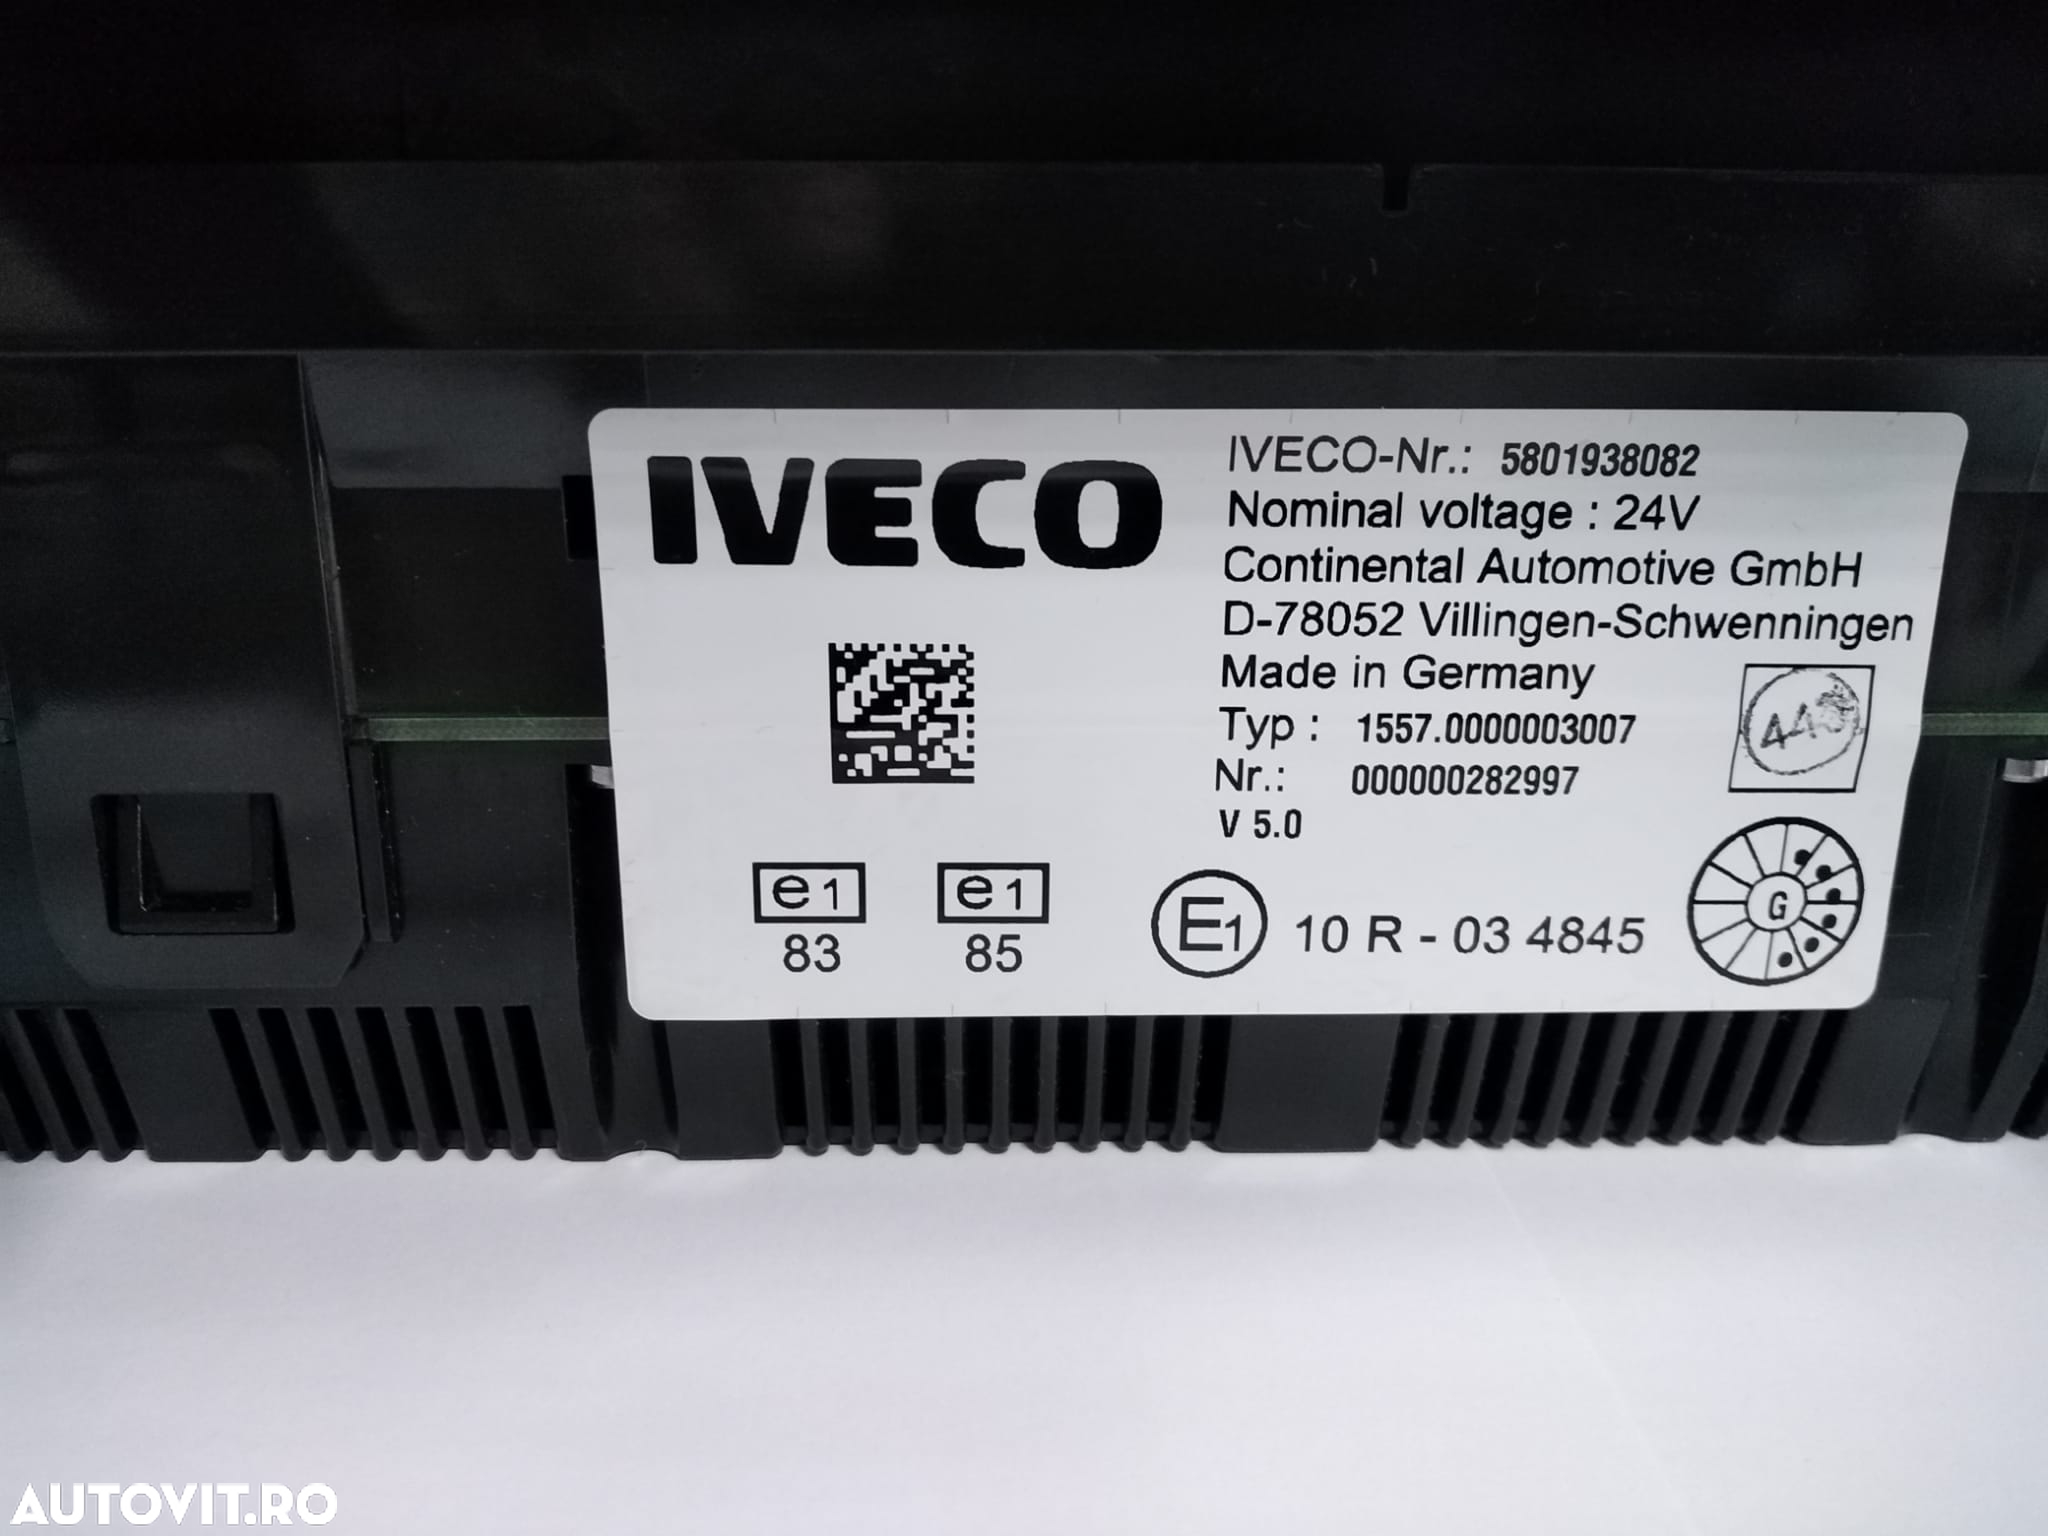 IVECO
IVECO-Nr.: 5801938082
Nominal voltage : 24V
Continental Automotive GmbH
D-78052 Villingen-Schwenningen
Made in Germany
Typ : 1557.0000003007
Nr.: 000000282997
V 5.0
e1
83
e1
85
E1 10 R - 03 4845
G
AUTOVIT.RO